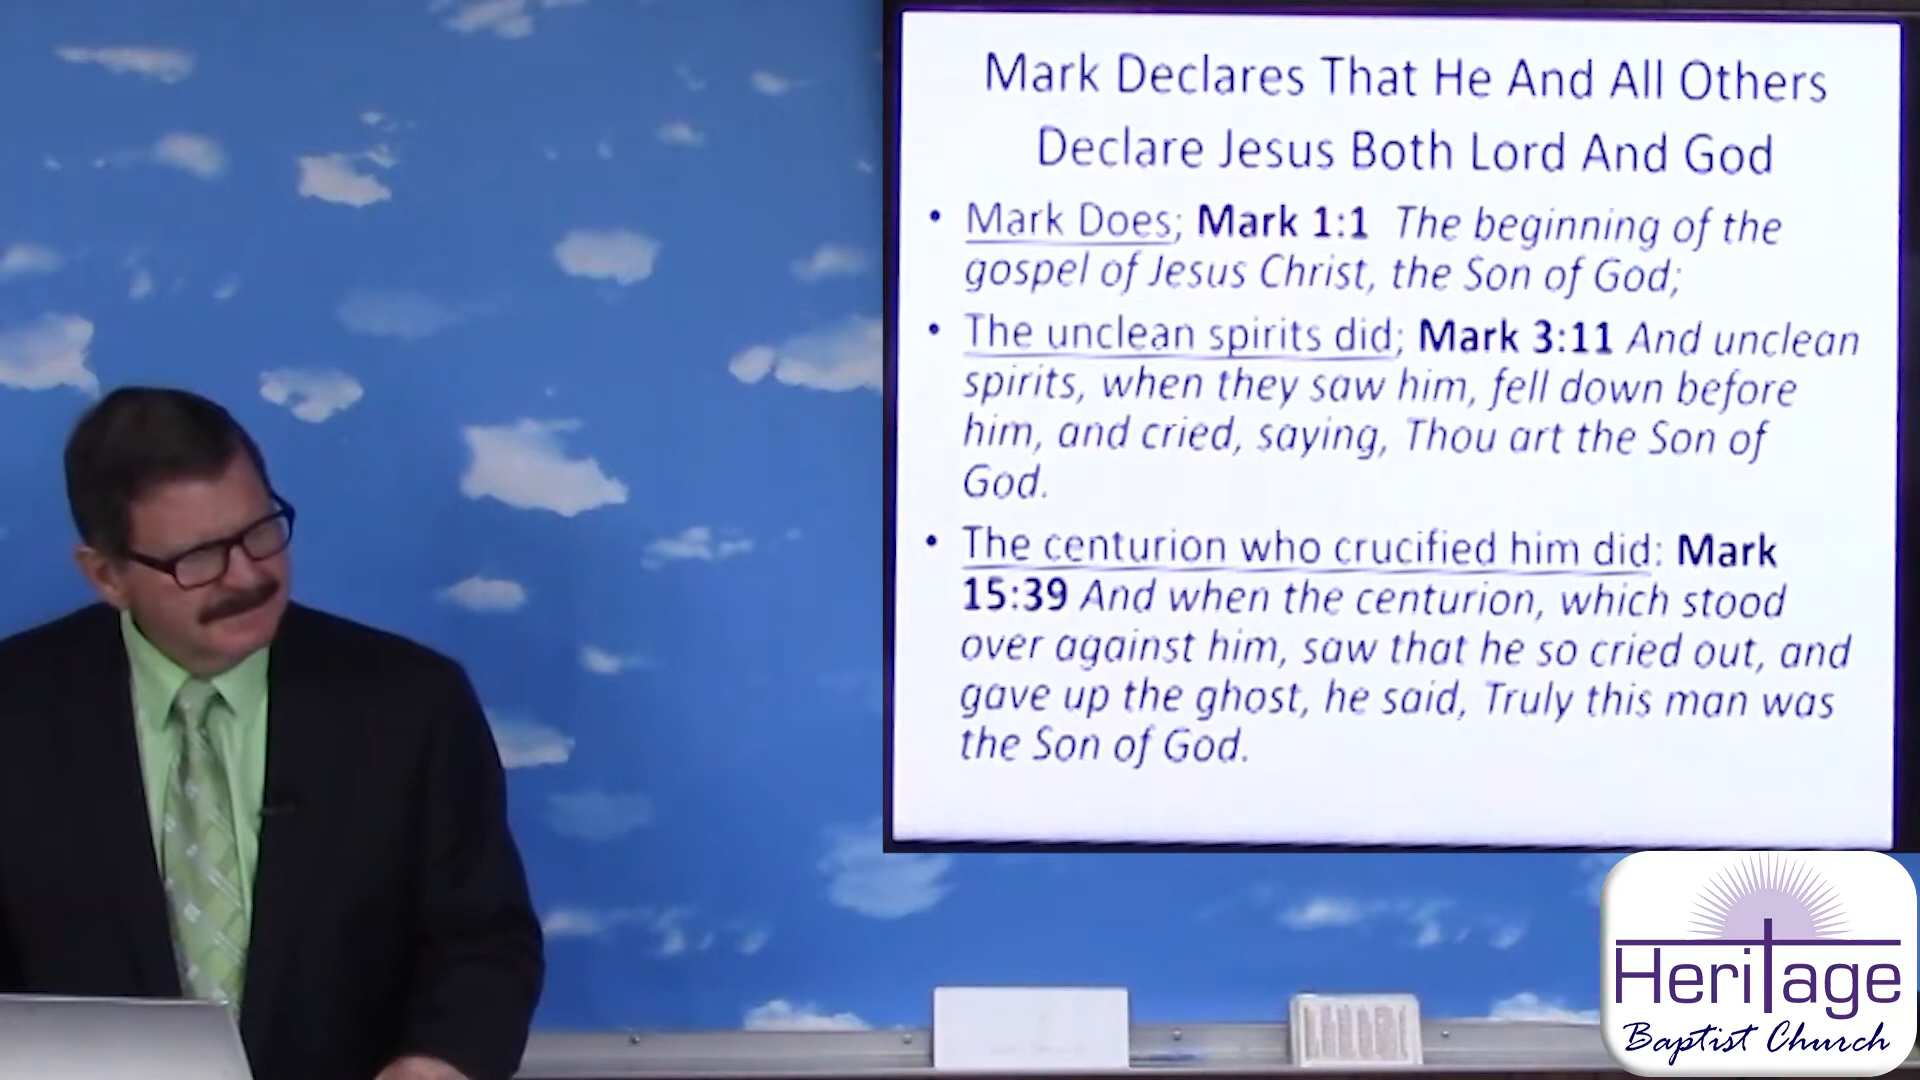 Mark Declares That He And All Others
Declare Jesus Both Lord And God
• Mark Does; Mark 1:1 The beginning of the
gospel of Jesus Christ, the Son of God;
• The unclean spirits did; Mark 3:11 And unclean
spirits, when they saw him, fell down before
him, and cried, saying, Thou art the Son of
God.
• The centurion who crucified him did: Mark
15:39 And when the centurion, which stood
over against him, saw that he so cried out, and
gave up the ghost, he said, Truly this man was
the Son of God.
Heritage
Baptist Church